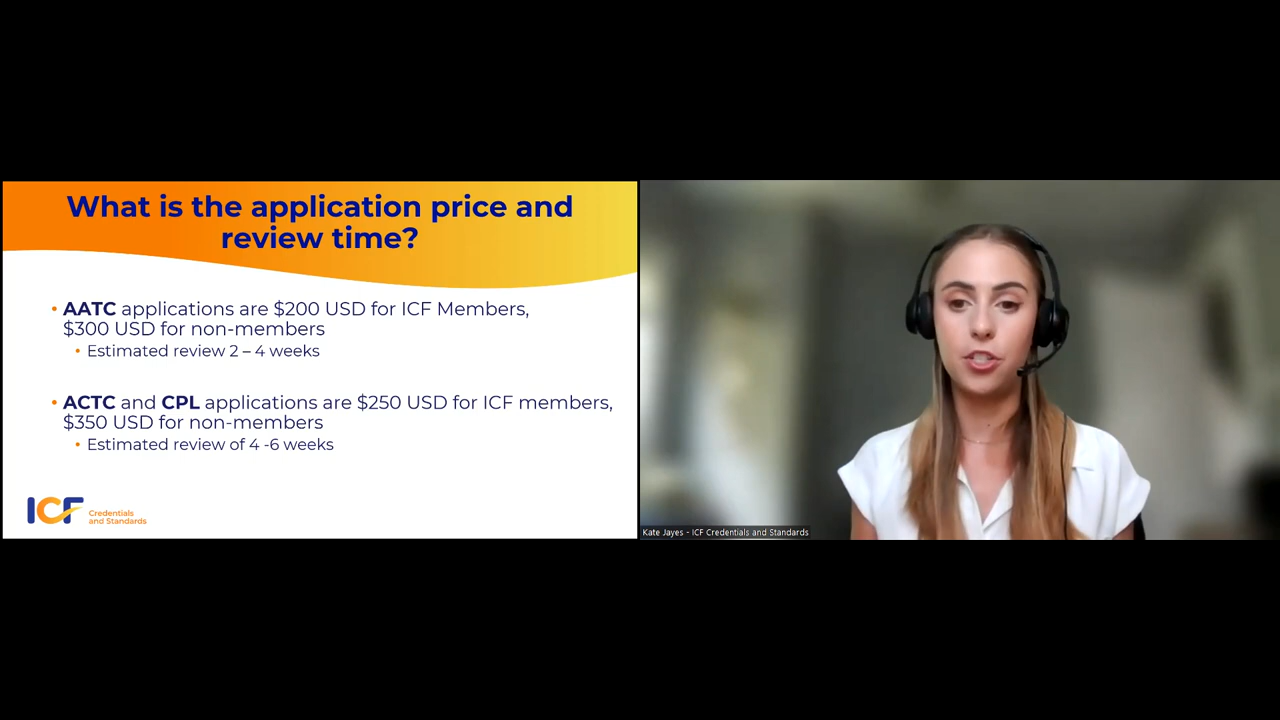 What is the application price and
review time?
• AATC applications are $200 USD for ICF Members,
$300 USD for non-members
• Estimated review 2 – 4 weeks
• ACTC and CPL applications are $250 USD for ICF members,
$350 USD for non-members
• Estimated review of 4 -6 weeks
ICF
Credentials
and Standards
Kate Jayes - ICF Credentials and Standards